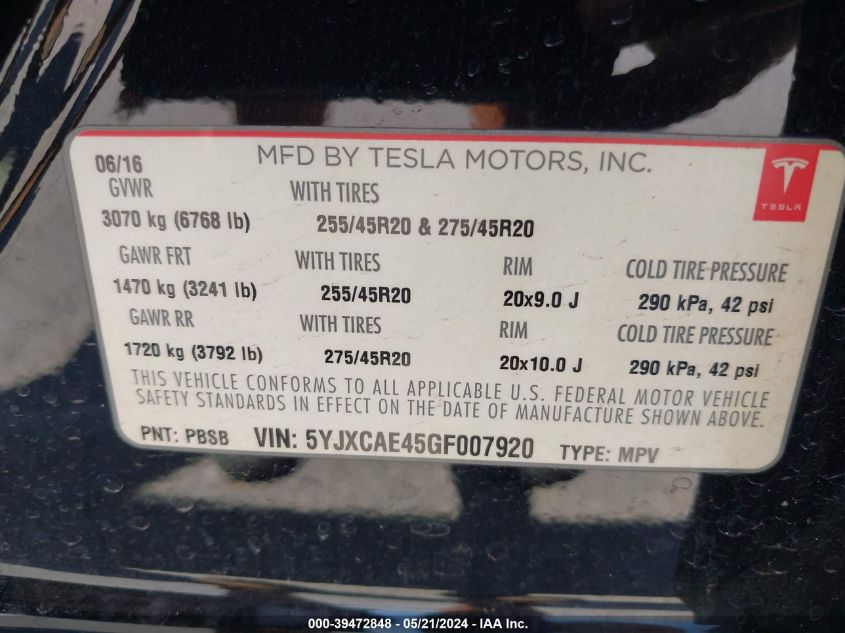 06/16 MFD BY TESLA MOTORS, INC.
TESLA
GVWR WITH TIRES
3070 kg (6768 lb) 255/45R20 & 275/45R20
GAWR FRT WITH TIRES RIM COLD TIRE PRESSURE
1470 kg (3241 lb) 255/45R20 20x9.0 J 290 kPa, 42 psi
GAWR RR WITH TIRES RIM COLD TIRE PRESSURE
1720 kg (3792 lb) 275/45R20 20x10.0 J 290 kPa, 42 psi
THIS VEHICLE CONFORMS TO ALL APPLICABLE U.S. FEDERAL MOTOR VEHICLE
SAFETY STANDARDS IN EFFECT ON THE DATE OF MANUFACTURE SHOWN ABOVE.
PNT: PBSB VIN: 5YJXCAE45GF007920 TYPE: MPV
000-39472848 - 05/21/2024 - IAA Inc.